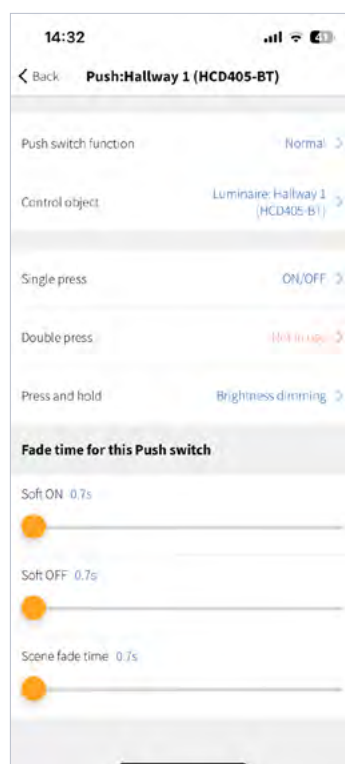 14:32
41
Back Push:Hallway 1 (HCD405-BT)
Push switch function Normal
Control object Luminaire: Hallway 1
(HCD405-BT)
Single press ON/OFF
Double press Not in use
Press and hold Brightness dimming
Fade time for this Push switch
Soft ON 0.7s
Soft OFF 0.7s
Scene fade time 0.7s